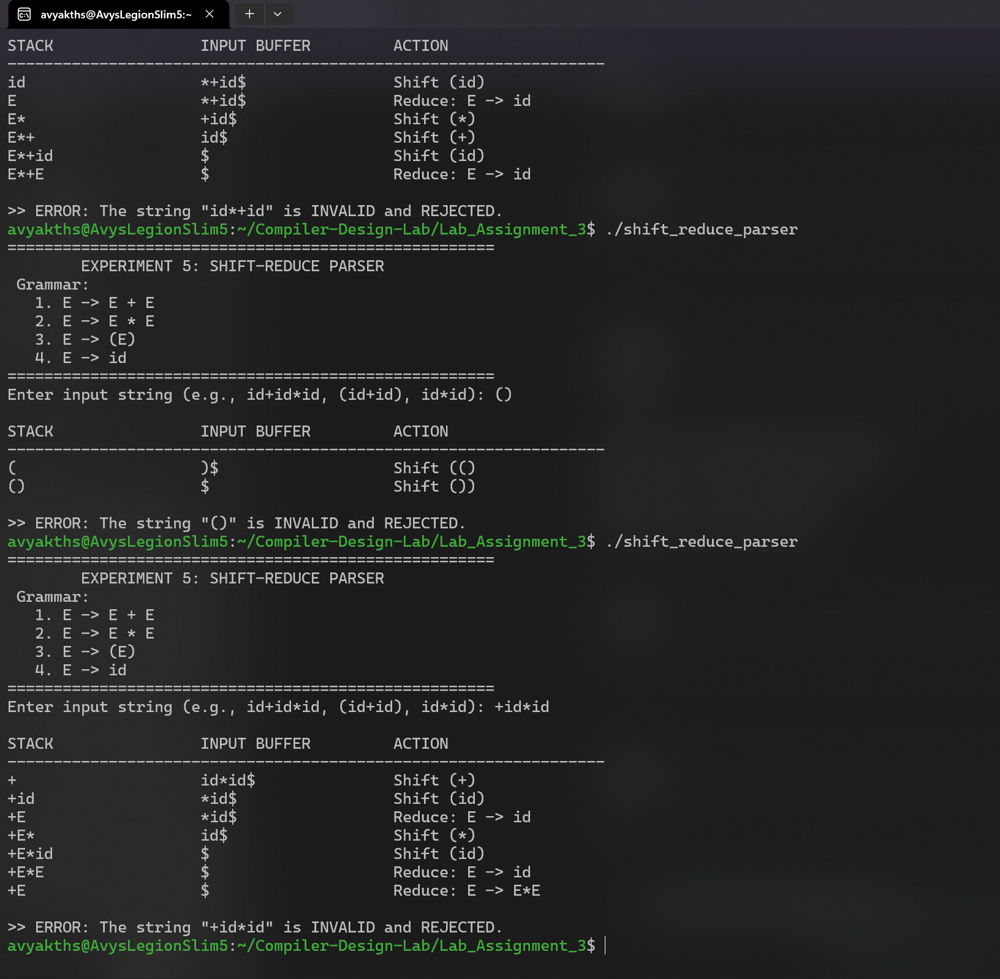 avyakths@AvysLegionSlim5:~
STACK                INPUT BUFFER         ACTION
-----------------------------------------------------------------
id                   *+id$                Shift (id)
E                    *+id$                Reduce: E -> id
E*                   +id$                 Shift (*)
E*+                  id$                  Shift (+)
E*+id                $                    Shift (id)
E*+E                 $                    Reduce: E -> id

>> ERROR: The string "id*+id" is INVALID and REJECTED.
avyakths@AvysLegionSlim5:~/Compiler-Design-Lab/Lab_Assignment_3$ ./shift_reduce_parser
=====================================================
        EXPERIMENT 5: SHIFT-REDUCE PARSER
 Grammar:
   1. E -> E + E
   2. E -> E * E
   3. E -> (E)
   4. E -> id
=====================================================
Enter input string (e.g., id+id*id, (id+id), id*id): ()

STACK                INPUT BUFFER         ACTION
-----------------------------------------------------------------
(                    )$                   Shift (()
()                   $                    Shift ())

>> ERROR: The string "()" is INVALID and REJECTED.
avyakths@AvysLegionSlim5:~/Compiler-Design-Lab/Lab_Assignment_3$ ./shift_reduce_parser
=====================================================
        EXPERIMENT 5: SHIFT-REDUCE PARSER
 Grammar:
   1. E -> E + E
   2. E -> E * E
   3. E -> (E)
   4. E -> id
=====================================================
Enter input string (e.g., id+id*id, (id+id), id*id): +id*id

STACK                INPUT BUFFER         ACTION
-----------------------------------------------------------------
+                    id*id$               Shift (+)
+id                  *id$                 Shift (id)
+E                   *id$                 Reduce: E -> id
+E*                  id$                  Shift (*)
+E*id                $                    Shift (id)
+E*E                 $                    Reduce: E -> id
+E                   $                    Reduce: E -> E*E

>> ERROR: The string "+id*id" is INVALID and REJECTED.
avyakths@AvysLegionSlim5:~/Compiler-Design-Lab/Lab_Assignment_3$